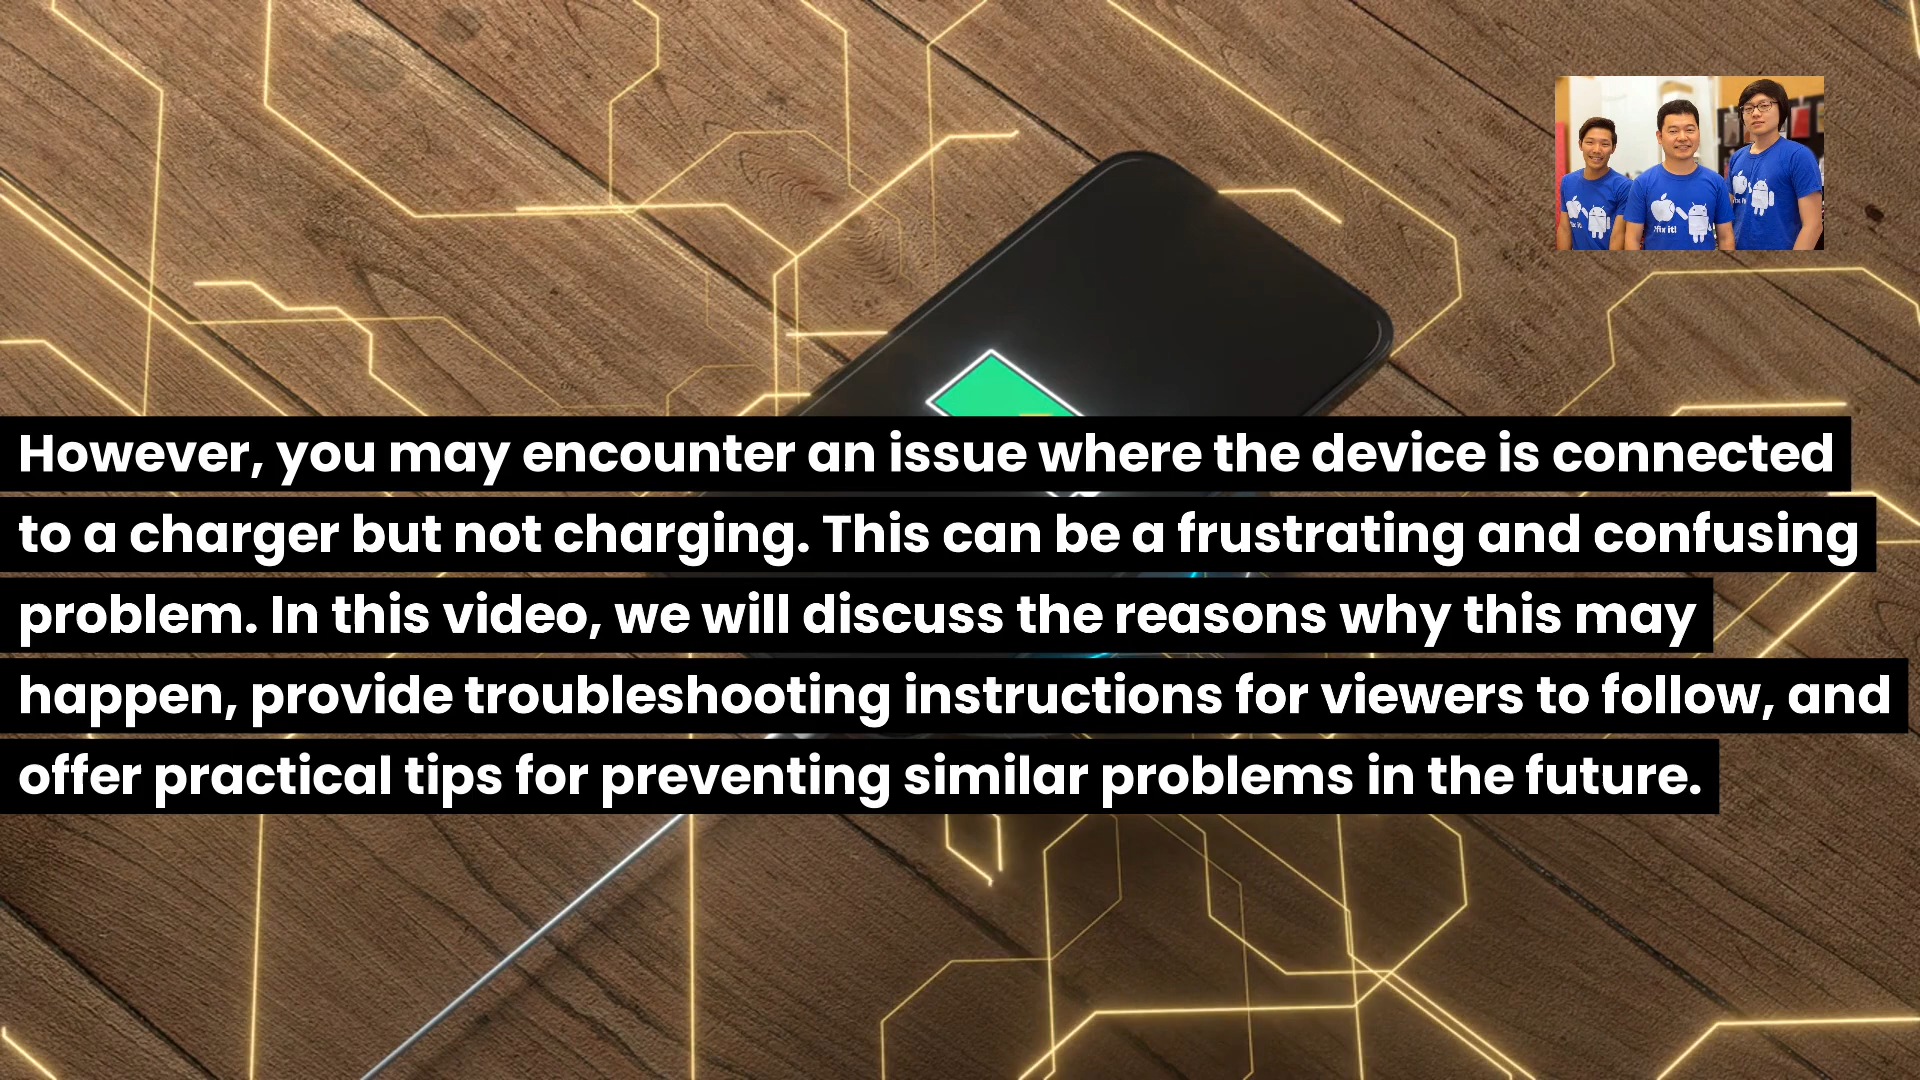 However, you may encounter an issue where the device is connected
to a charger but not charging. This can be a frustrating and confusing
problem. In this video, we will discuss the reasons why this may
happen, provide troubleshooting instructions for viewers to follow, and
offer practical tips for preventing similar problems in the future.